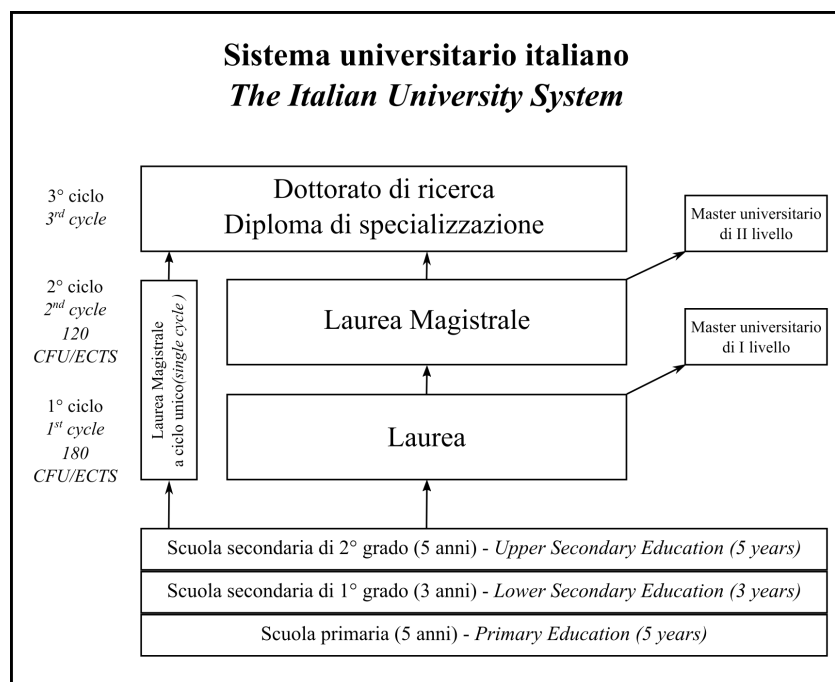 Sistema universitario italiano
The Italian University System
3° ciclo
3rd cycle
Dottorato di ricerca
Diploma di specializzazione
Master universitario
di II livello
2° ciclo
2nd cycle
120
CFU/ECTS
Laurea Magistrale
a ciclo unico(single cycle )
Laurea Magistrale
Master universitario
di I livello
1° ciclo
1st cycle
180
CFU/ECTS
Laurea
Scuola secondaria di 2° grado (5 anni) - Upper Secondary Education (5 years)
Scuola secondaria di 1° grado (3 anni) - Lower Secondary Education (3 years)
Scuola primaria (5 anni) - Primary Education (5 years)